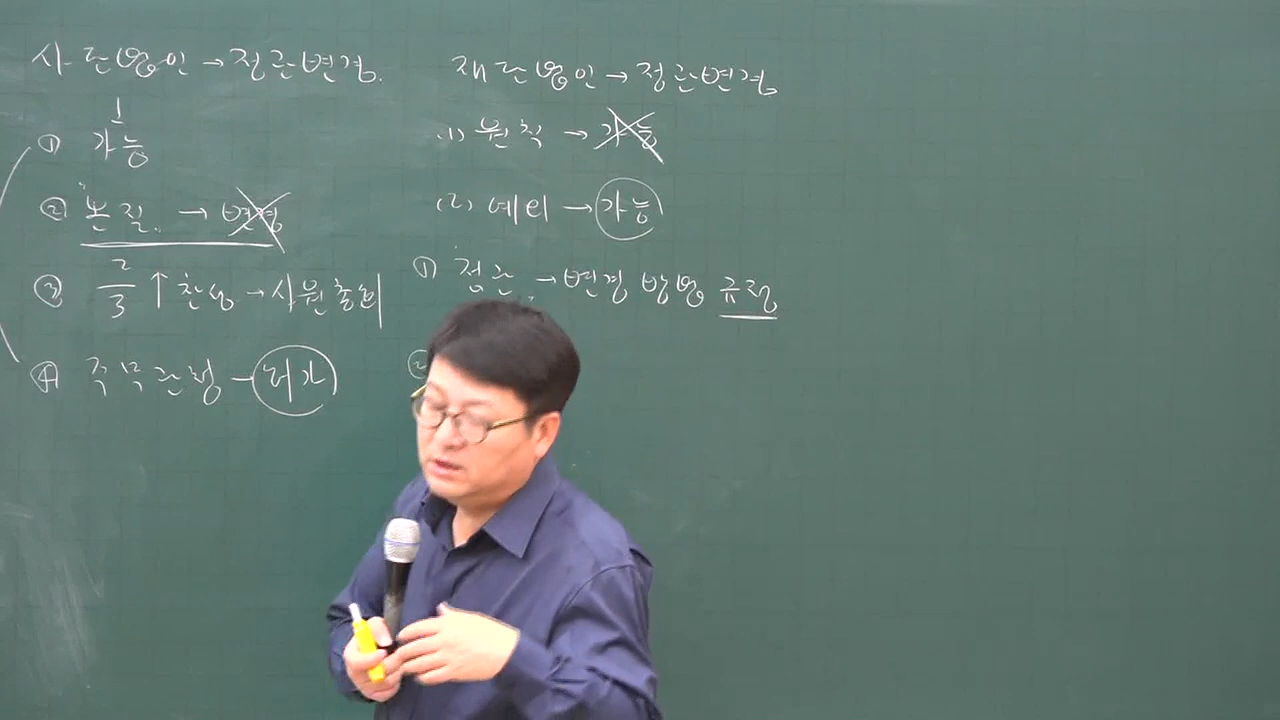 사단법인 → 정관변경.
① 가능
② 본질. → 변경
③ 2/3 ↑ 찬성 → 사원총회
④ 주무관청 → 허가
재단법인 → 정관변경
(1) 원칙 → 가능
(2) 예외 → 가능
① 정관 → 변경 방법 규정
②